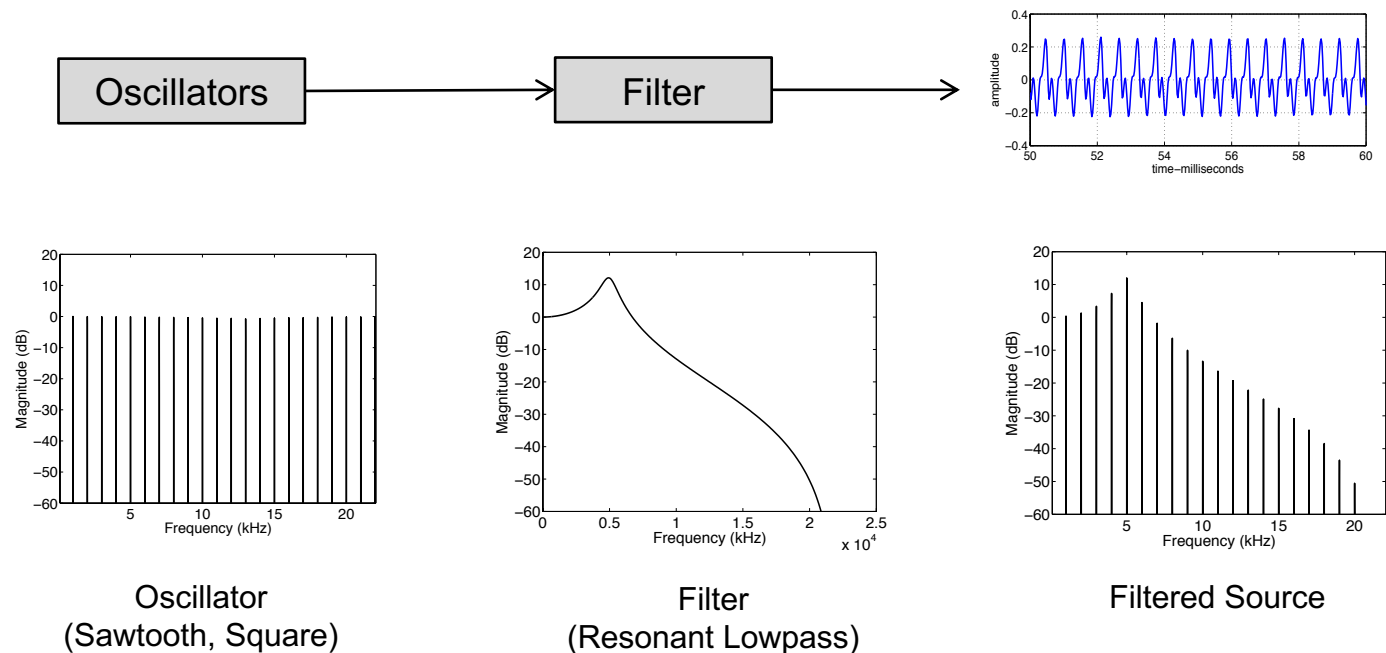 Oscillators
Filter
0.4
0.2
0
−0.2
−0.4
amplitude
50 52 54 56 58 60
time−milliseconds
20
10
0
−10
−20
−30
−40
−50
−60
Magnitude (dB)
5 10 15 20
Frequency (kHz)
20
10
0
−10
−20
−30
−40
−50
−60
Magnitude (dB)
0 0.5 1 1.5 2 2.5
Frequency (kHz)
x 10^4
20
10
0
−10
−20
−30
−40
−50
−60
Magnitude (dB)
5 10 15 20
Frequency (kHz)
Oscillator
(Sawtooth, Square)
Filter
(Resonant Lowpass)
Filtered Source